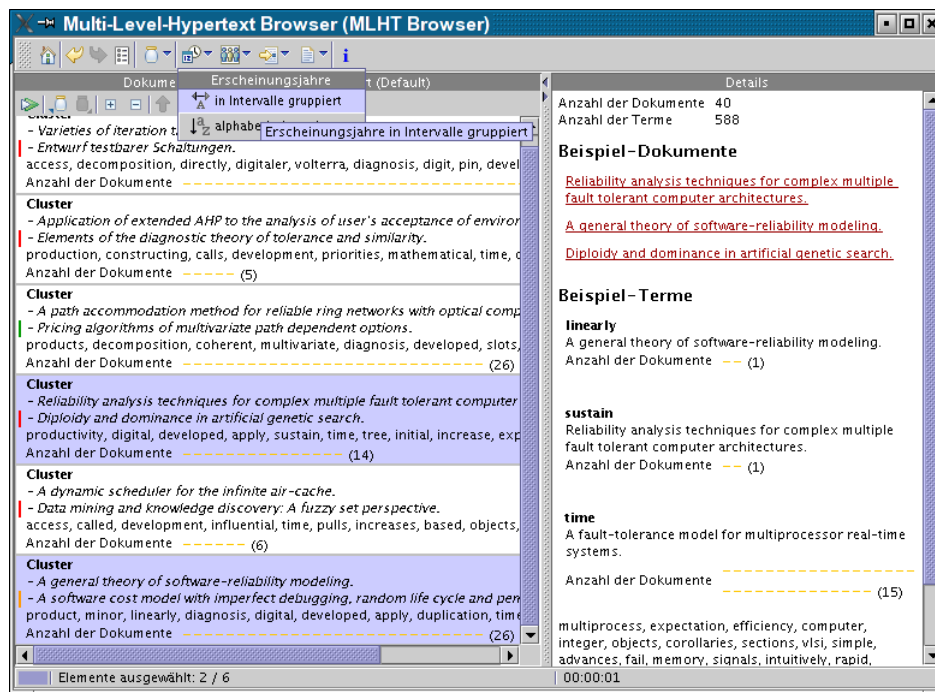 Multi-Level-Hypertext Browser (MLHT Browser)
Dokume
t (Default)
Details
Erscheinungsjahre
in Intervalle gruppiert
Erscheinungsjahre in Intervalle gruppiert
- Varieties of iteration t
- Entwurf testbarer Schaltungen.
access, decomposition, directly, digitaler, volterra, diagnosis, digit, pin, devel
Anzahl der Dokumente
Cluster
- Application of extended AHP to the analysis of user's acceptance of enviror
- Elements of the diagnostic theory of tolerance and similarity.
production, constructing, calls, development, priorities, mathematical, time, c
Anzahl der Dokumente (5)
Cluster
- A path accommodation method for reliable ring networks with optical comp
- Pricing algorithms of multivariate path dependent options.
products, decomposition, coherent, multivariate, diagnosis, developed, slots,
Anzahl der Dokumente (26)
Cluster
- Reliability analysis techniques for complex multiple fault tolerant computer
- Diploidy and dominance in artificial genetic search.
productivity, digital, developed, apply, sustain, time, tree, initial, increase, exp
Anzahl der Dokumente (14)
Cluster
- A dynamic scheduler for the infinite air-cache.
- Data mining and knowledge discovery: A fuzzy set perspective.
access, called, development, influential, time, pulls, increases, based, objects,
Anzahl der Dokumente (6)
Cluster
- A general theory of software-reliability modeling.
- A software cost model with imperfect debugging, random life cycle and pen
product, minor, linearly, diagnosis, digital, developed, apply, duplication, time
Anzahl der Dokumente (26)
Anzahl der Dokumente 40
Anzahl der Terme 588
Beispiel-Dokumente
Reliability analysis techniques for complex multiple
fault tolerant computer architectures.
A general theory of software-reliability modeling.
Diploidy and dominance in artificial genetic search.
Beispiel-Terme
linearly
A general theory of software-reliability modeling.
Anzahl der Dokumente (1)
sustain
Reliability analysis techniques for complex multiple
fault tolerant computer architectures.
Anzahl der Dokumente (1)
time
A fault-tolerance model for multiprocessor real-time
systems.
Anzahl der Dokumente (15)
multiprocess, expectation, efficiency, computer,
integer, objects, corollaries, sections, vlsi, simple,
advances, fail, memory, signals, intuitively, rapid,
Elemente ausgewählt: 2 / 6
00:00:01